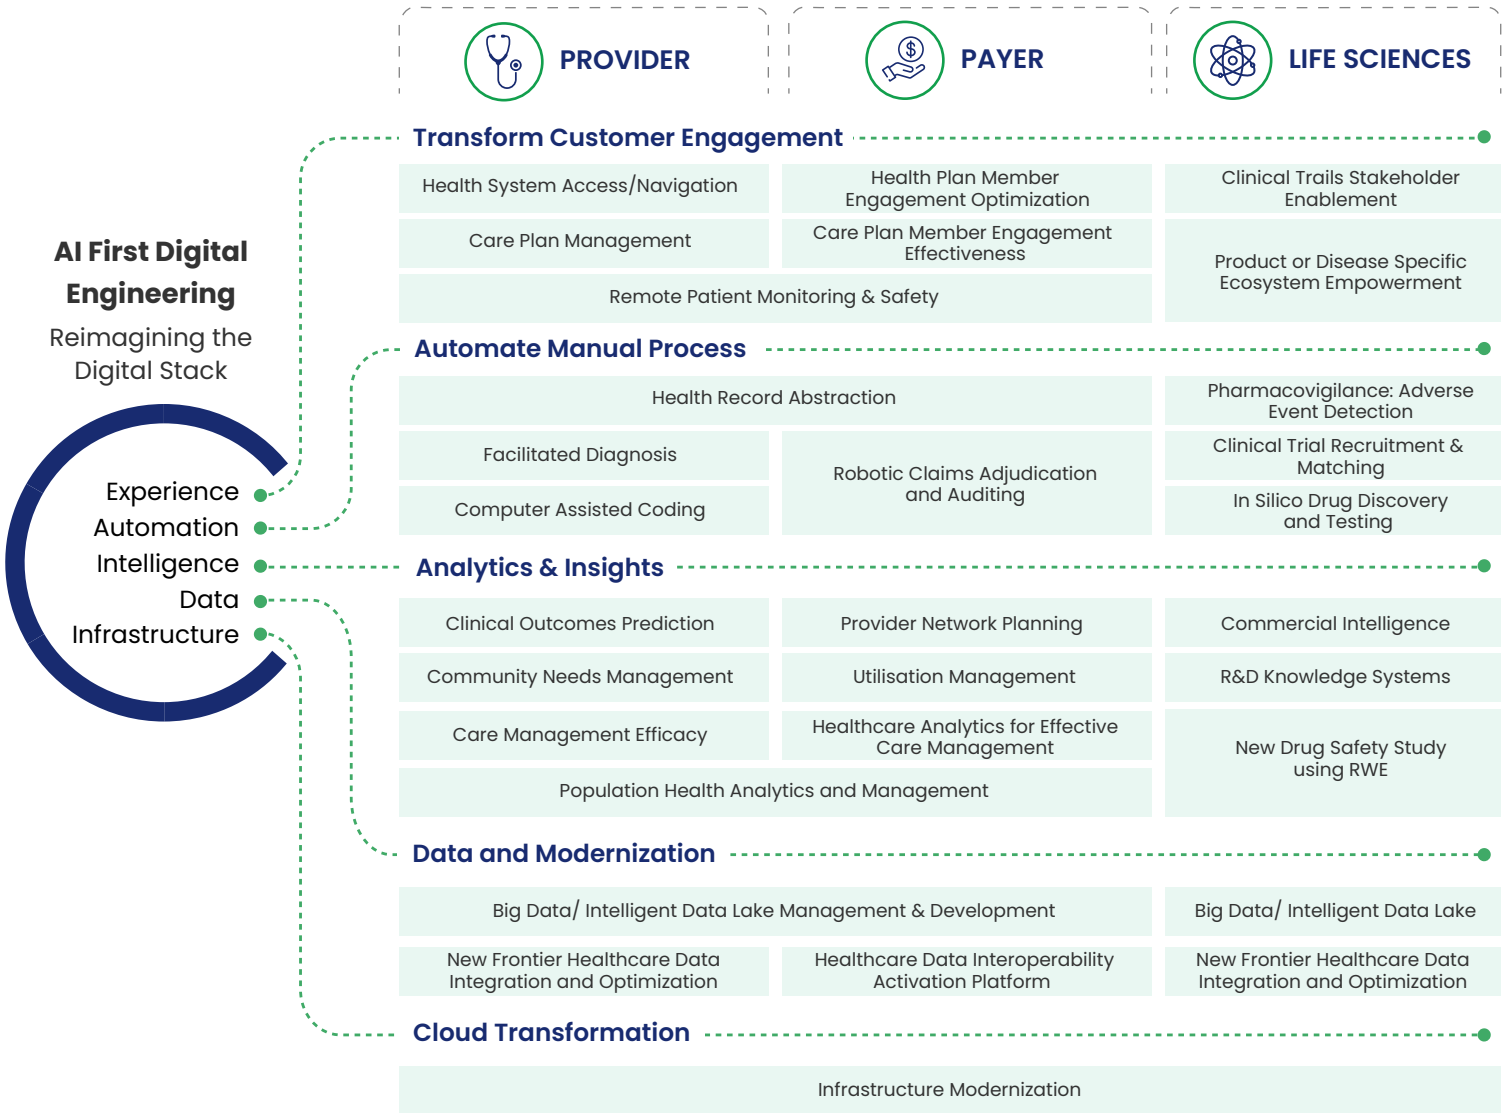 PROVIDER
PAYER
LIFE SCIENCES
AI First Digital
Engineering
Reimagining the
Digital Stack
Experience
Automation
Intelligence
Data
Infrastructure
Transform Customer Engagement
Health System Access/Navigation
Health Plan Member
Engagement Optimization
Clinical Trails Stakeholder
Enablement
Care Plan Management
Care Plan Member Engagement
Effectiveness
Product or Disease Specific
Ecosystem Empowerment
Remote Patient Monitoring & Safety
Automate Manual Process
Health Record Abstraction
Pharmacovigilance: Adverse
Event Detection
Facilitated Diagnosis
Robotic Claims Adjudication
and Auditing
Clinical Trial Recruitment &
Matching
Computer Assisted Coding
In Silico Drug Discovery
and Testing
Analytics & Insights
Clinical Outcomes Prediction
Provider Network Planning
Commercial Intelligence
Community Needs Management
Utilisation Management
R&D Knowledge Systems
Care Management Efficacy
Healthcare Analytics for Effective
Care Management
New Drug Safety Study
using RWE
Population Health Analytics and Management
Data and Modernization
Big Data/ Intelligent Data Lake Management & Development
Big Data/ Intelligent Data Lake
New Frontier Healthcare Data
Integration and Optimization
Healthcare Data Interoperability
Activation Platform
New Frontier Healthcare Data
Integration and Optimization
Cloud Transformation
Infrastructure Modernization